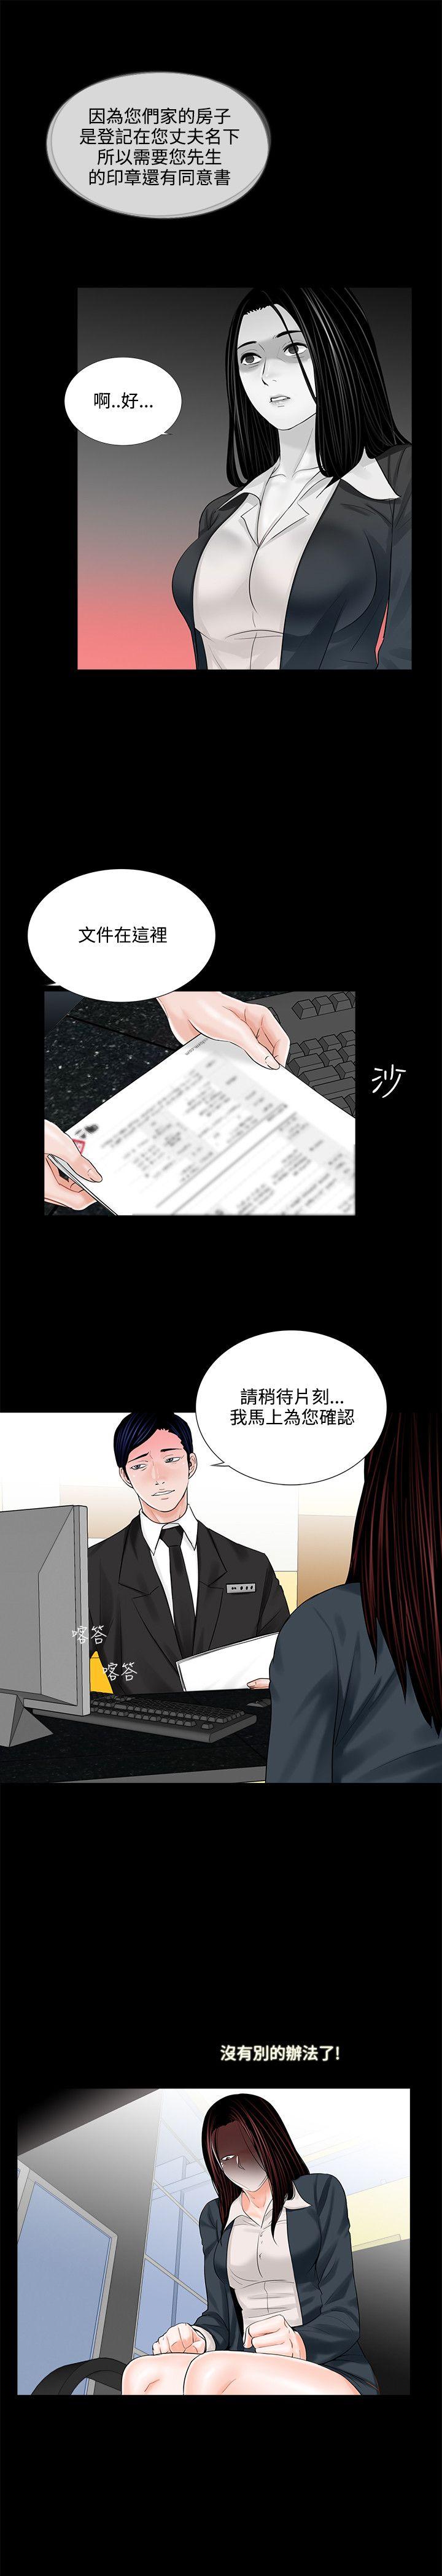 因為您們家的房子
是登記在您丈夫名下
所以需要您先生
的印章還有同意書
啊..好...
文件在這裡
沙
請稍待片刻...
我馬上為您確認
喀答
喀答
沒有別的辦法了!